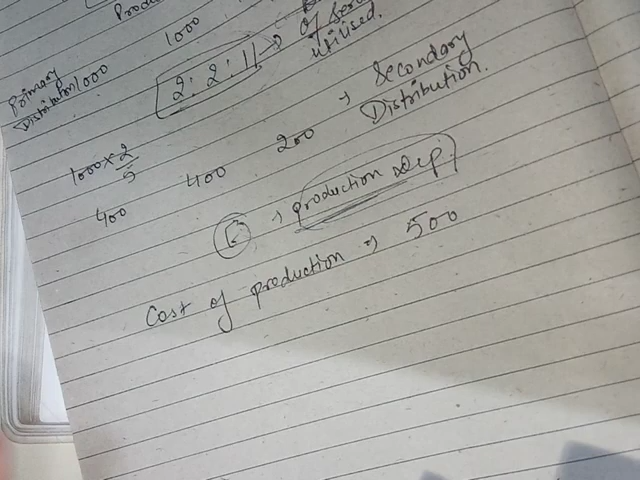 Produ
1000
of serv
utilised.
Primary
Distribution 1000
2:2:1
Secondary
Distribution.
1000 × 2/5
400 400 200
production dep
Cost of production 500